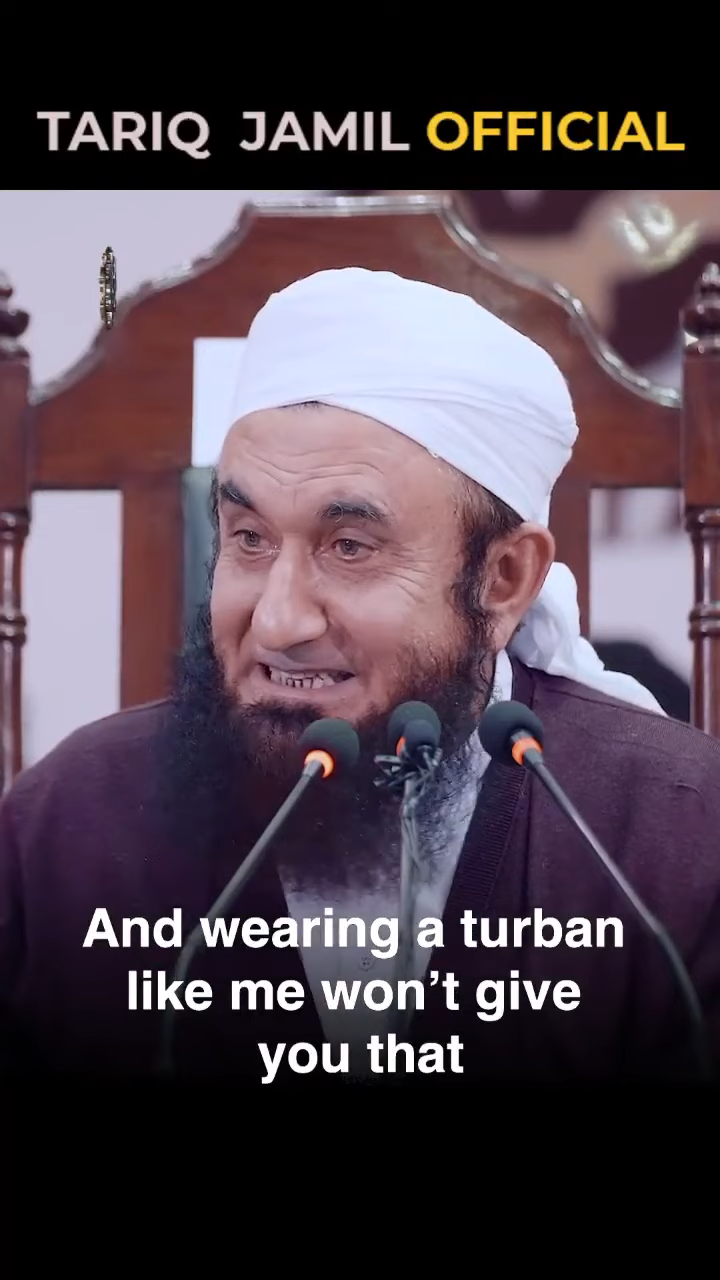 TARIQ JAMIL OFFICIAL
And wearing a turban
like me won’t give
you that